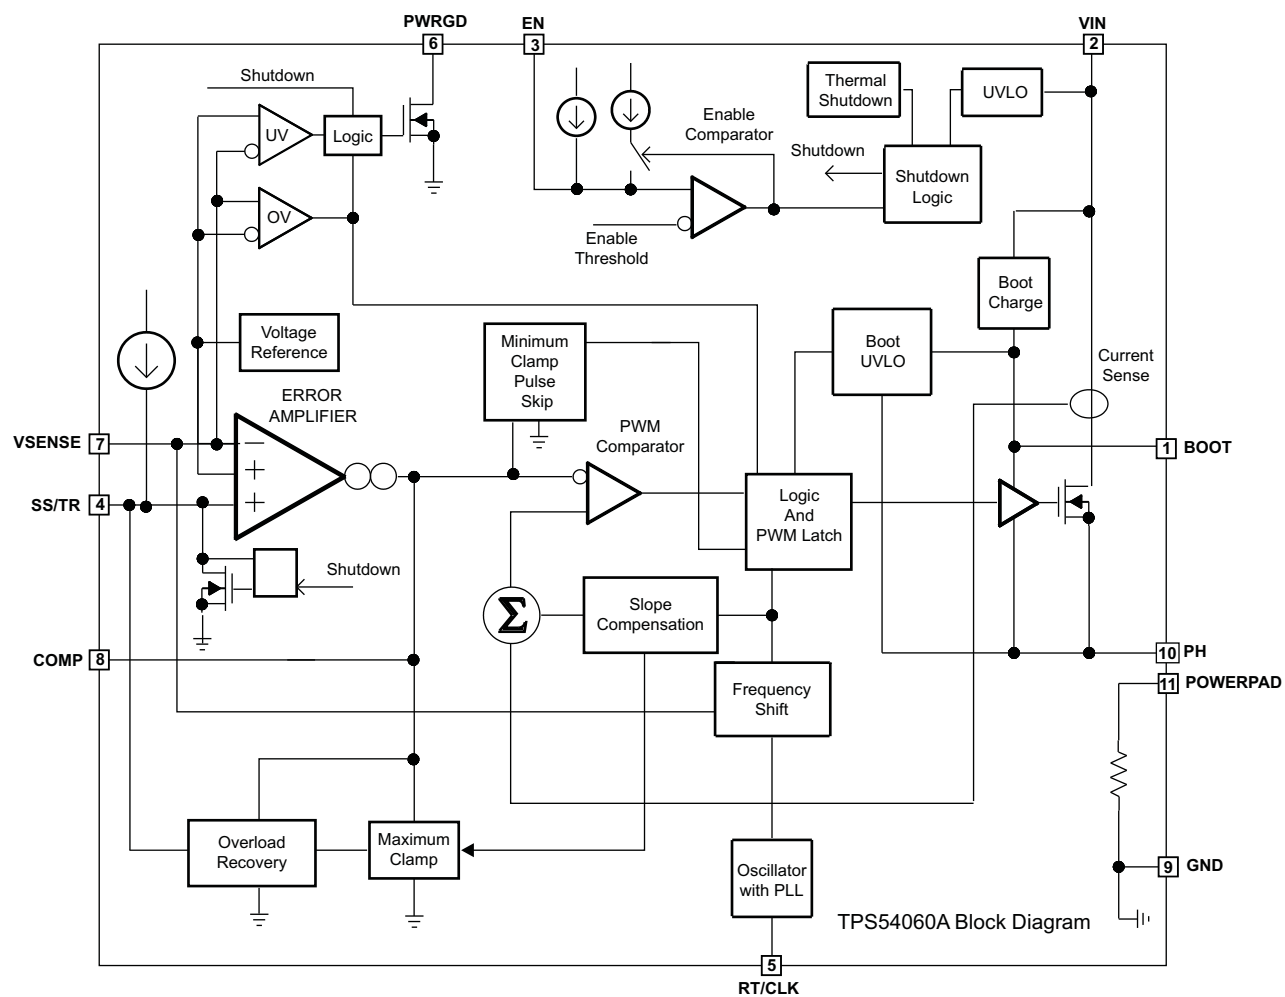 PWRGD
EN
VIN
6
3
2
Shutdown
Thermal
Shutdown
UVLO
UV
Logic
Enable
Comparator
Shutdown
Shutdown
Logic
OV
Enable
Threshold
Boot
Charge
Voltage
Reference
Minimum
Clamp
Pulse
Skip
Boot
UVLO
Current
Sense
ERROR
AMPLIFIER
PWM
Comparator
VSENSE 7
−
+
+
1 BOOT
SS/TR 4
Logic
And
PWM Latch
Shutdown
Σ
Slope
Compensation
COMP 8
10 PH
11 POWERPAD
Frequency
Shift
Overload
Recovery
Maximum
Clamp
Oscillator
with PLL
9 GND
TPS54060A Block Diagram
5
RT/CLK